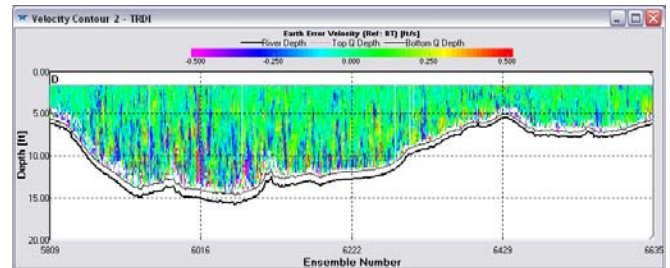 Velocity Contour 2 - TRDI
Earth Error Velocity (Ref: BT) [ft/s]
River Depth Top Q Depth Bottom Q Depth
-0.500 -0.250 0.000 0.250 0.500
D
0.00
5.00
10.00
15.00
20.00
Depth [ft]
5809 6016 6222 6429 6635
Ensemble Number